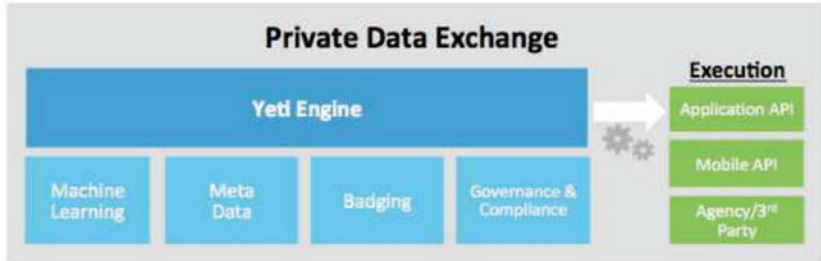 Private Data Exchange
Execution
Yeti Engine
Application API
Mobile API
Machine
Learning
Meta
Data
Badging
Governance &
Compliance
Agency/3rd
Party